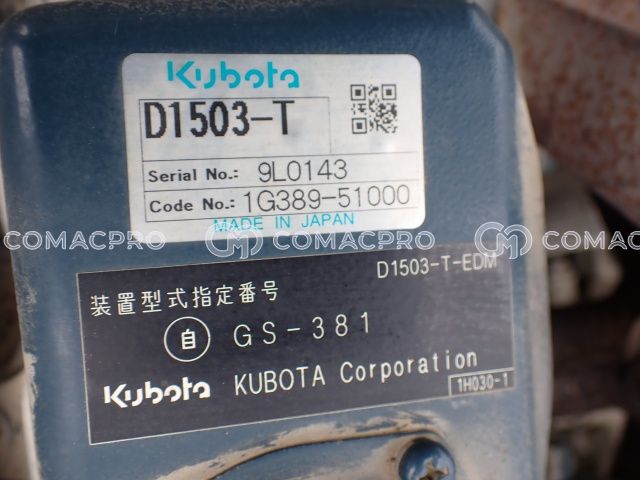 Kubota
D1503-T
Serial No.: 9L0143
Code No.: 1G389-51000
MADE IN JAPAN
COMACPRO COMACPRO COMACPRO
D1503-T-EDM
装置型式指定番号
自 GS-381
Kubota KUBOTA Corporation
1H030-1